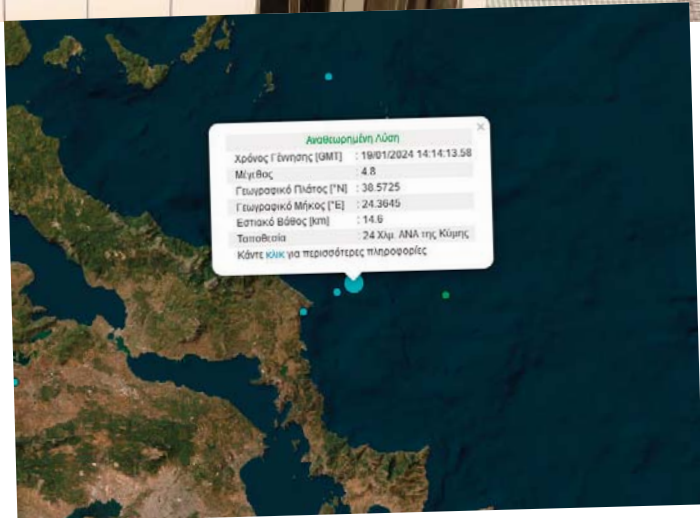 Αναθεωρημένη Λύση
Χρόνος Γέννησης [GMT] : 19/01/2024 14:14:13.58
Μέγεθος : 4.8
Γεωγραφικό Πλάτος [°N] : 38.5725
Γεωγραφικό Μήκος [°E] : 24.3645
Εστιακό Βάθος [km] : 14.6
Τοποθεσία : 24 Χλμ. ΑΝΑ της Κύμης
Κάντε κλικ για περισσότερες πληροφορίες